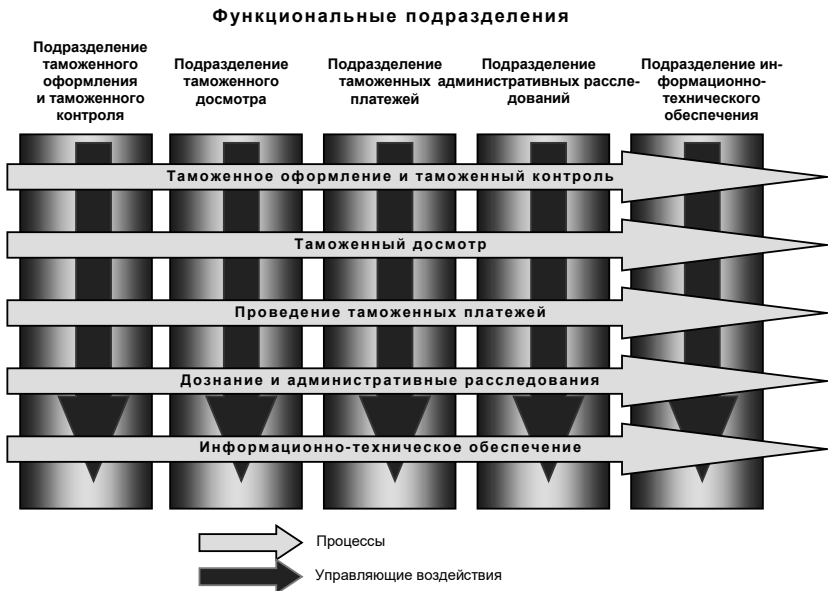 Функциональные подразделения
Подразделение
таможенного
оформления
и таможенного
контроля
Подразделение
таможенного
досмотра
Подразделение
таможенных
платежей
Подразделение
административных рассле-
дований
Подразделение ин-
формационно-
технического
обеспечения
Таможенное оформление и таможенный контроль
Таможенный досмотр
Проведение таможенных платежей
Дознание и административные расследования
Информационно-техническое обеспечение
Процессы
Управляющие воздействия